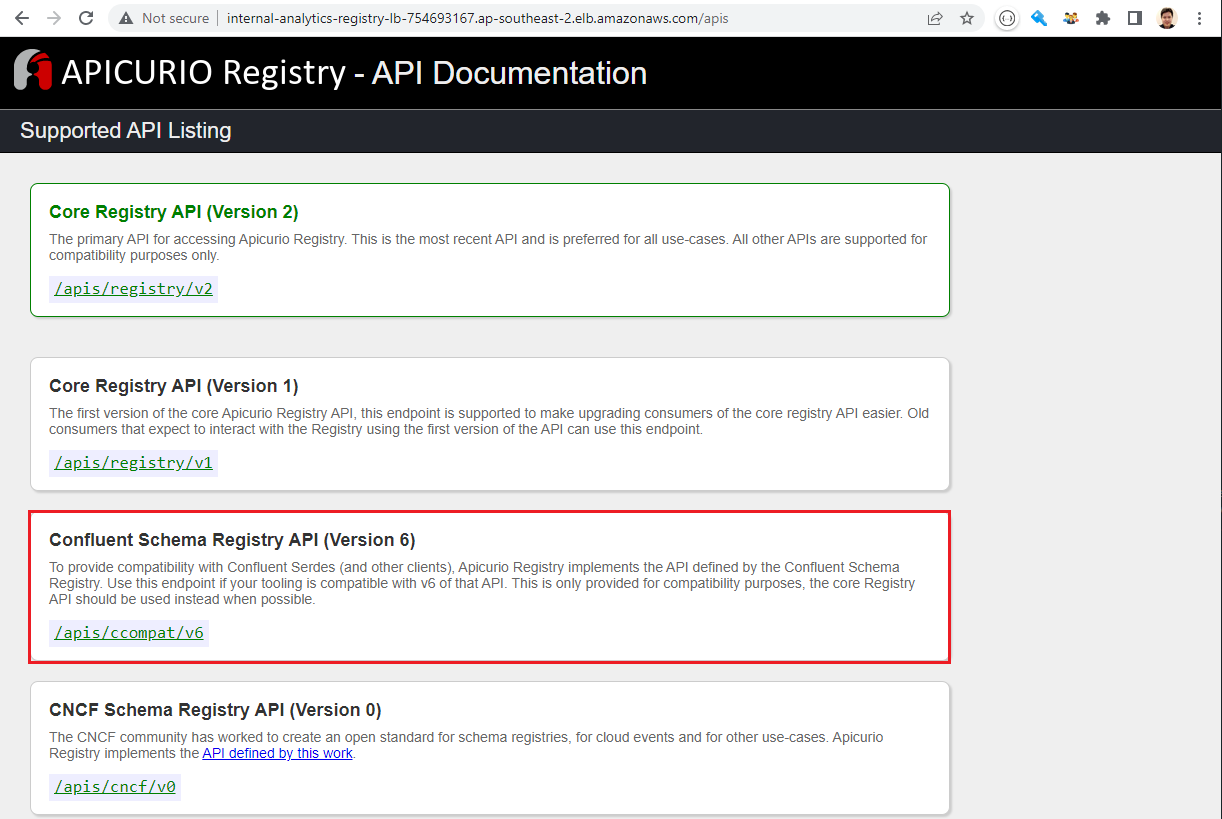 Not secure internal-analytics-registry-lb-754693167.ap-southeast-2.elb.amazonaws.com/apis
APICURIO Registry - API Documentation
Supported API Listing
Core Registry API (Version 2)
The primary API for accessing Apicurio Registry. This is the most recent API and is preferred for all use-cases. All other APIs are supported for
compatibility purposes only.
/apis/registry/v2
Core Registry API (Version 1)
The first version of the core Apicurio Registry API, this endpoint is supported to make upgrading consumers of the core registry API easier. Old
consumers that expect to interact with the Registry using the first version of the API can use this endpoint.
/apis/registry/v1
Confluent Schema Registry API (Version 6)
To provide compatibility with Confluent Serdes (and other clients), Apicurio Registry implements the API defined by the Confluent Schema
Registry. Use this endpoint if your tooling is compatible with v6 of that API. This is only provided for compatibility purposes, the core Registry
API should be used instead when possible.
/apis/ccompat/v6
CNCF Schema Registry API (Version 0)
The CNCF community has worked to create an open standard for schema registries, for cloud events and for other use-cases. Apicurio
Registry implements the API defined by this work.
/apis/cncf/v0